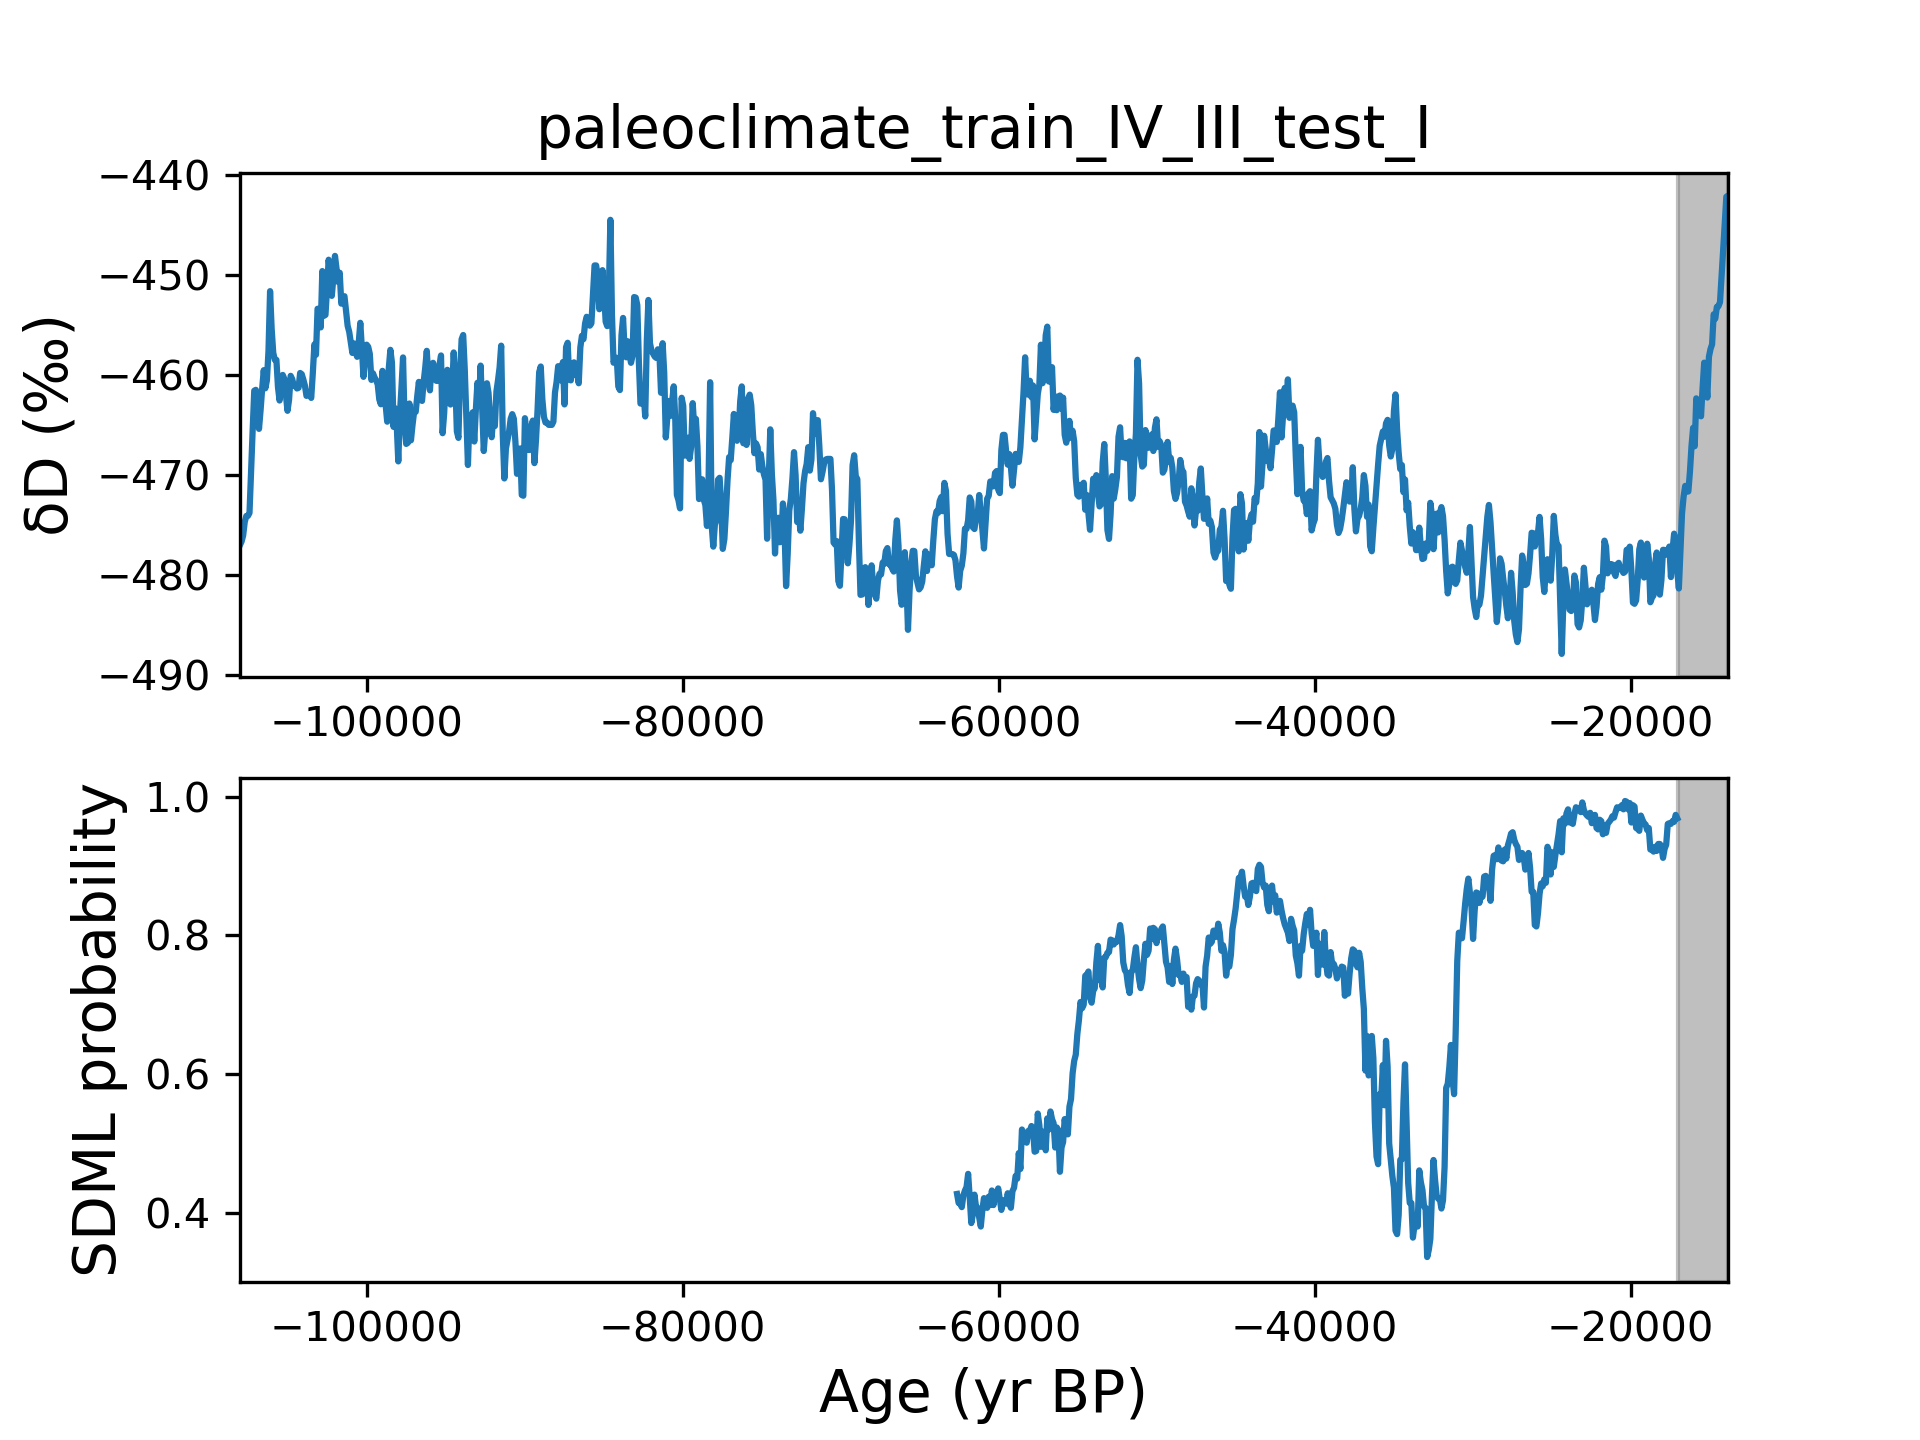 paleoclimate_train_IV_III_test_I
δD (‰)
−440
−450
−460
−470
−480
−490
−100000 −80000 −60000 −40000 −20000
SDML probability
1.0
0.8
0.6
0.4
−100000 −80000 −60000 −40000 −20000
Age (yr BP)